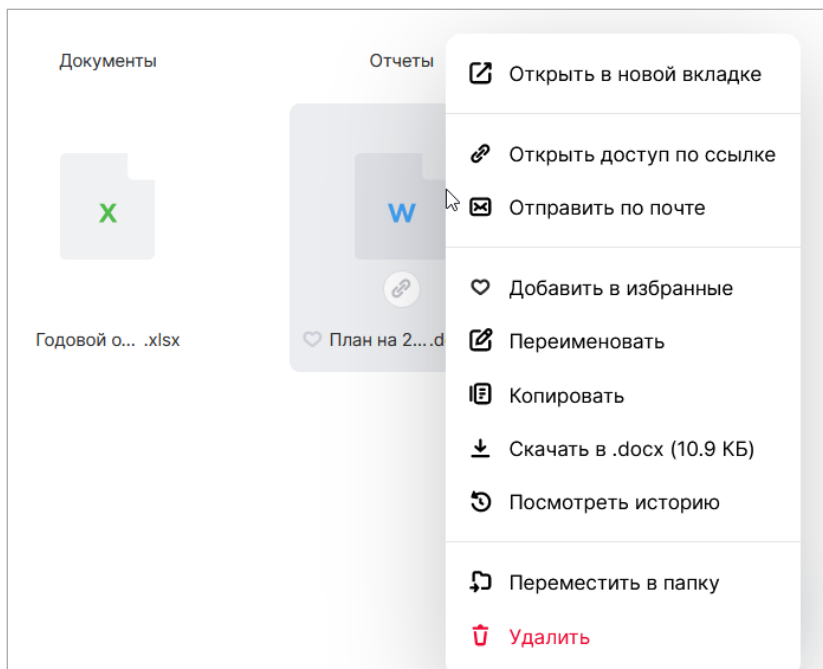 Документы
Отчеты
X
W
Годовой о... .xlsx
План на 2....d
Открыть в новой вкладке
Открыть доступ по ссылке
Отправить по почте
Добавить в избранные
Переименовать
Копировать
Скачать в .docx (10.9 КБ)
Посмотреть историю
Переместить в папку
Удалить